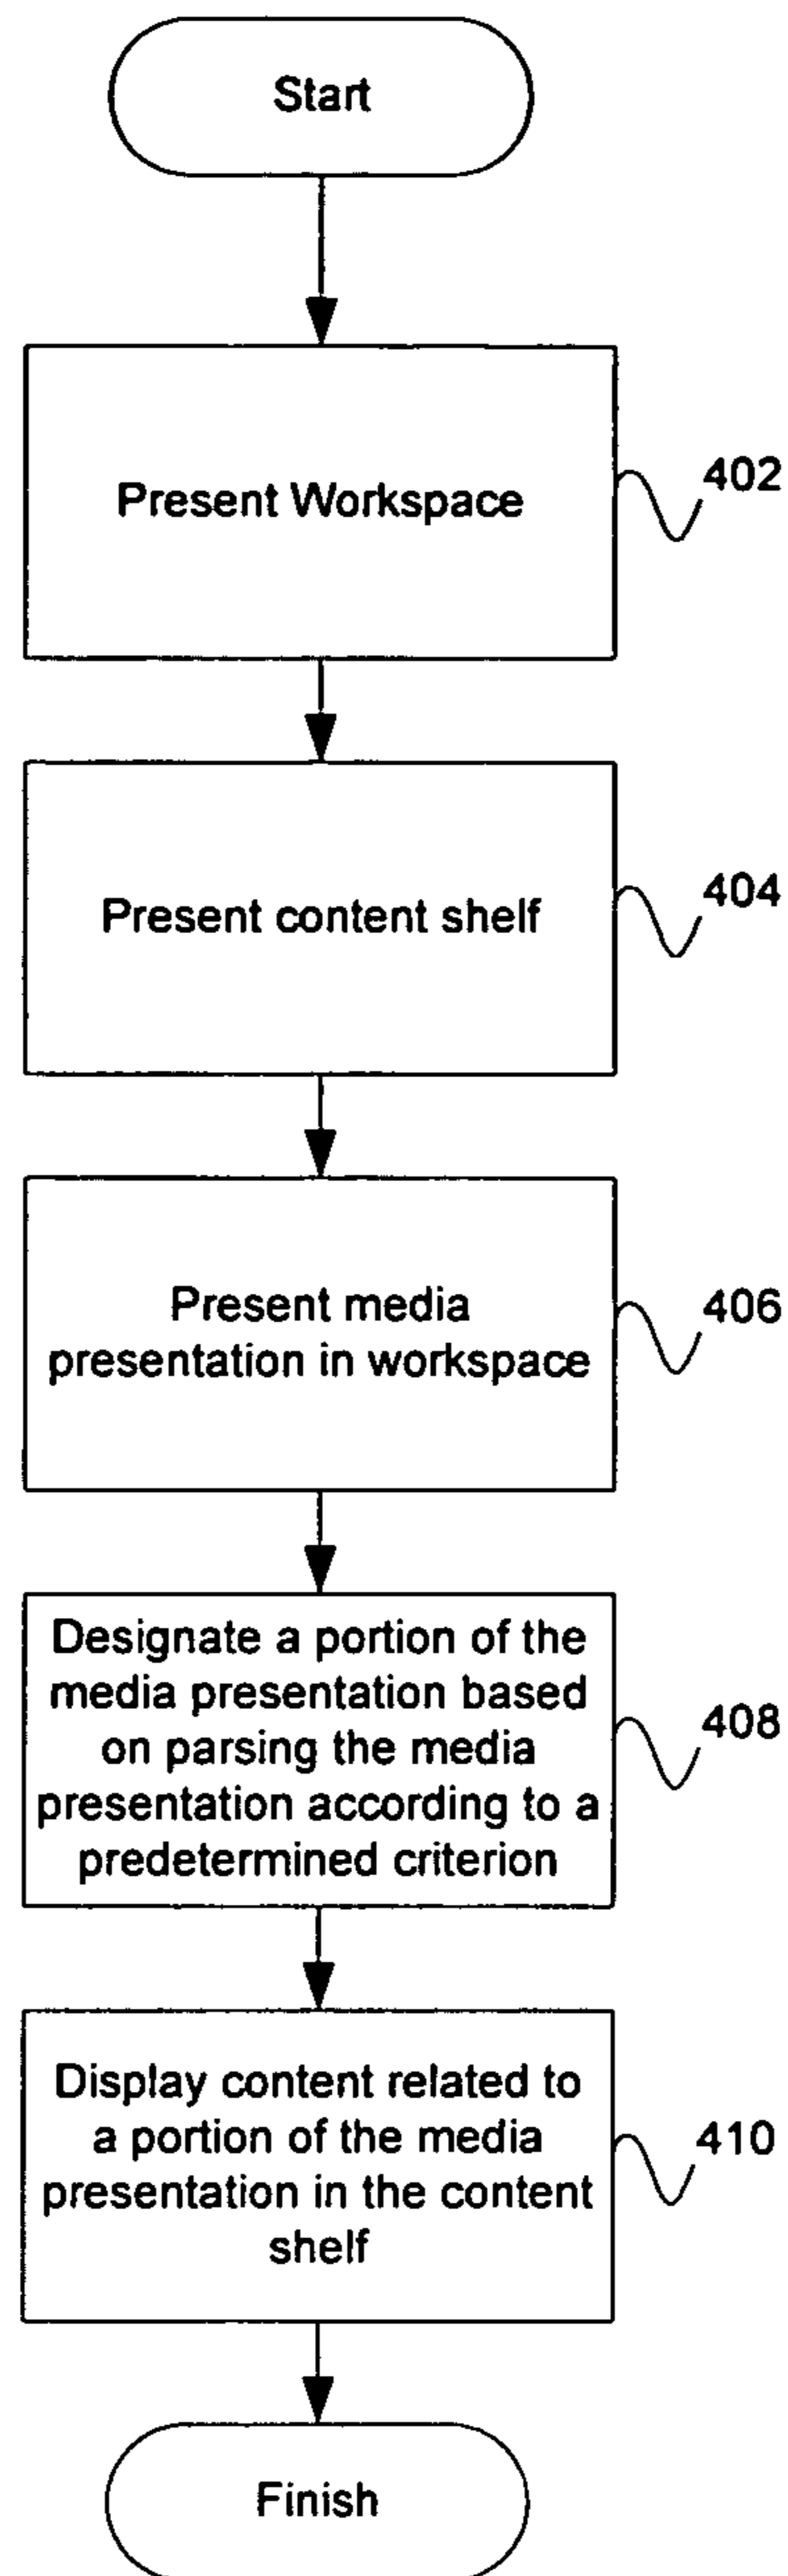 Start
Present Workspace
402
Present content shelf
404
Present media
presentation in workspace
406
Designate a portion of the
media presentation based
on parsing the media
presentation according to a
predetermined criterion
408
Display content related to
a portion of the media
presentation in the content
shelf
410
Finish